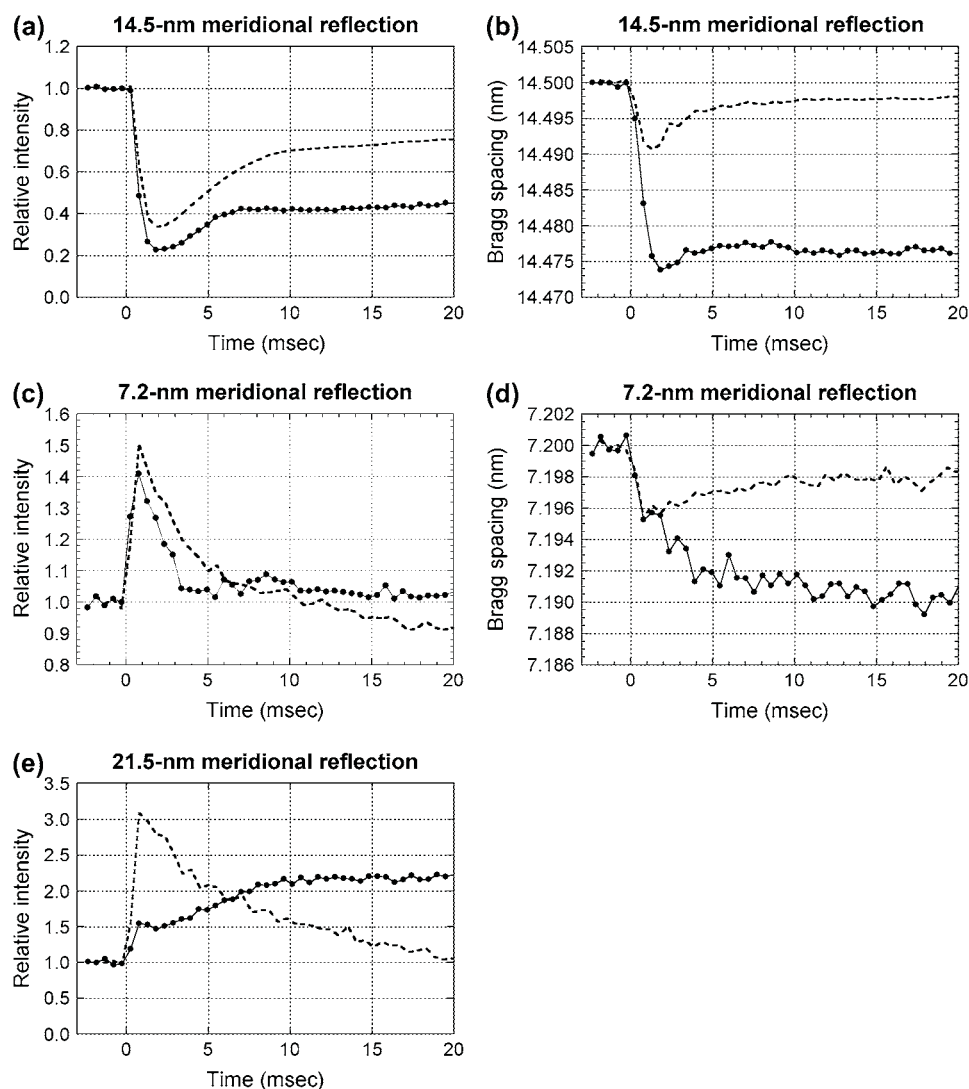 (a) 14.5-nm meridional reflection
1.2
1.0
0.8
0.6
0.4
0.2
0.0
Relative intensity
0 5 10 15 20
Time (msec)
(b) 14.5-nm meridional reflection
14.505
14.500
14.495
14.490
14.485
14.480
14.475
14.470
Bragg spacing (nm)
0 5 10 15 20
Time (msec)
(c) 7.2-nm meridional reflection
1.6
1.5
1.4
1.3
1.2
1.1
1.0
0.9
0.8
Relative intensity
0 5 10 15 20
Time (msec)
(d) 7.2-nm meridional reflection
7.202
7.200
7.198
7.196
7.194
7.192
7.190
7.188
7.186
Bragg spacing (nm)
0 5 10 15 20
Time (msec)
(e) 21.5-nm meridional reflection
3.5
3.0
2.5
2.0
1.5
1.0
0.5
0.0
Relative intensity
0 5 10 15 20
Time (msec)